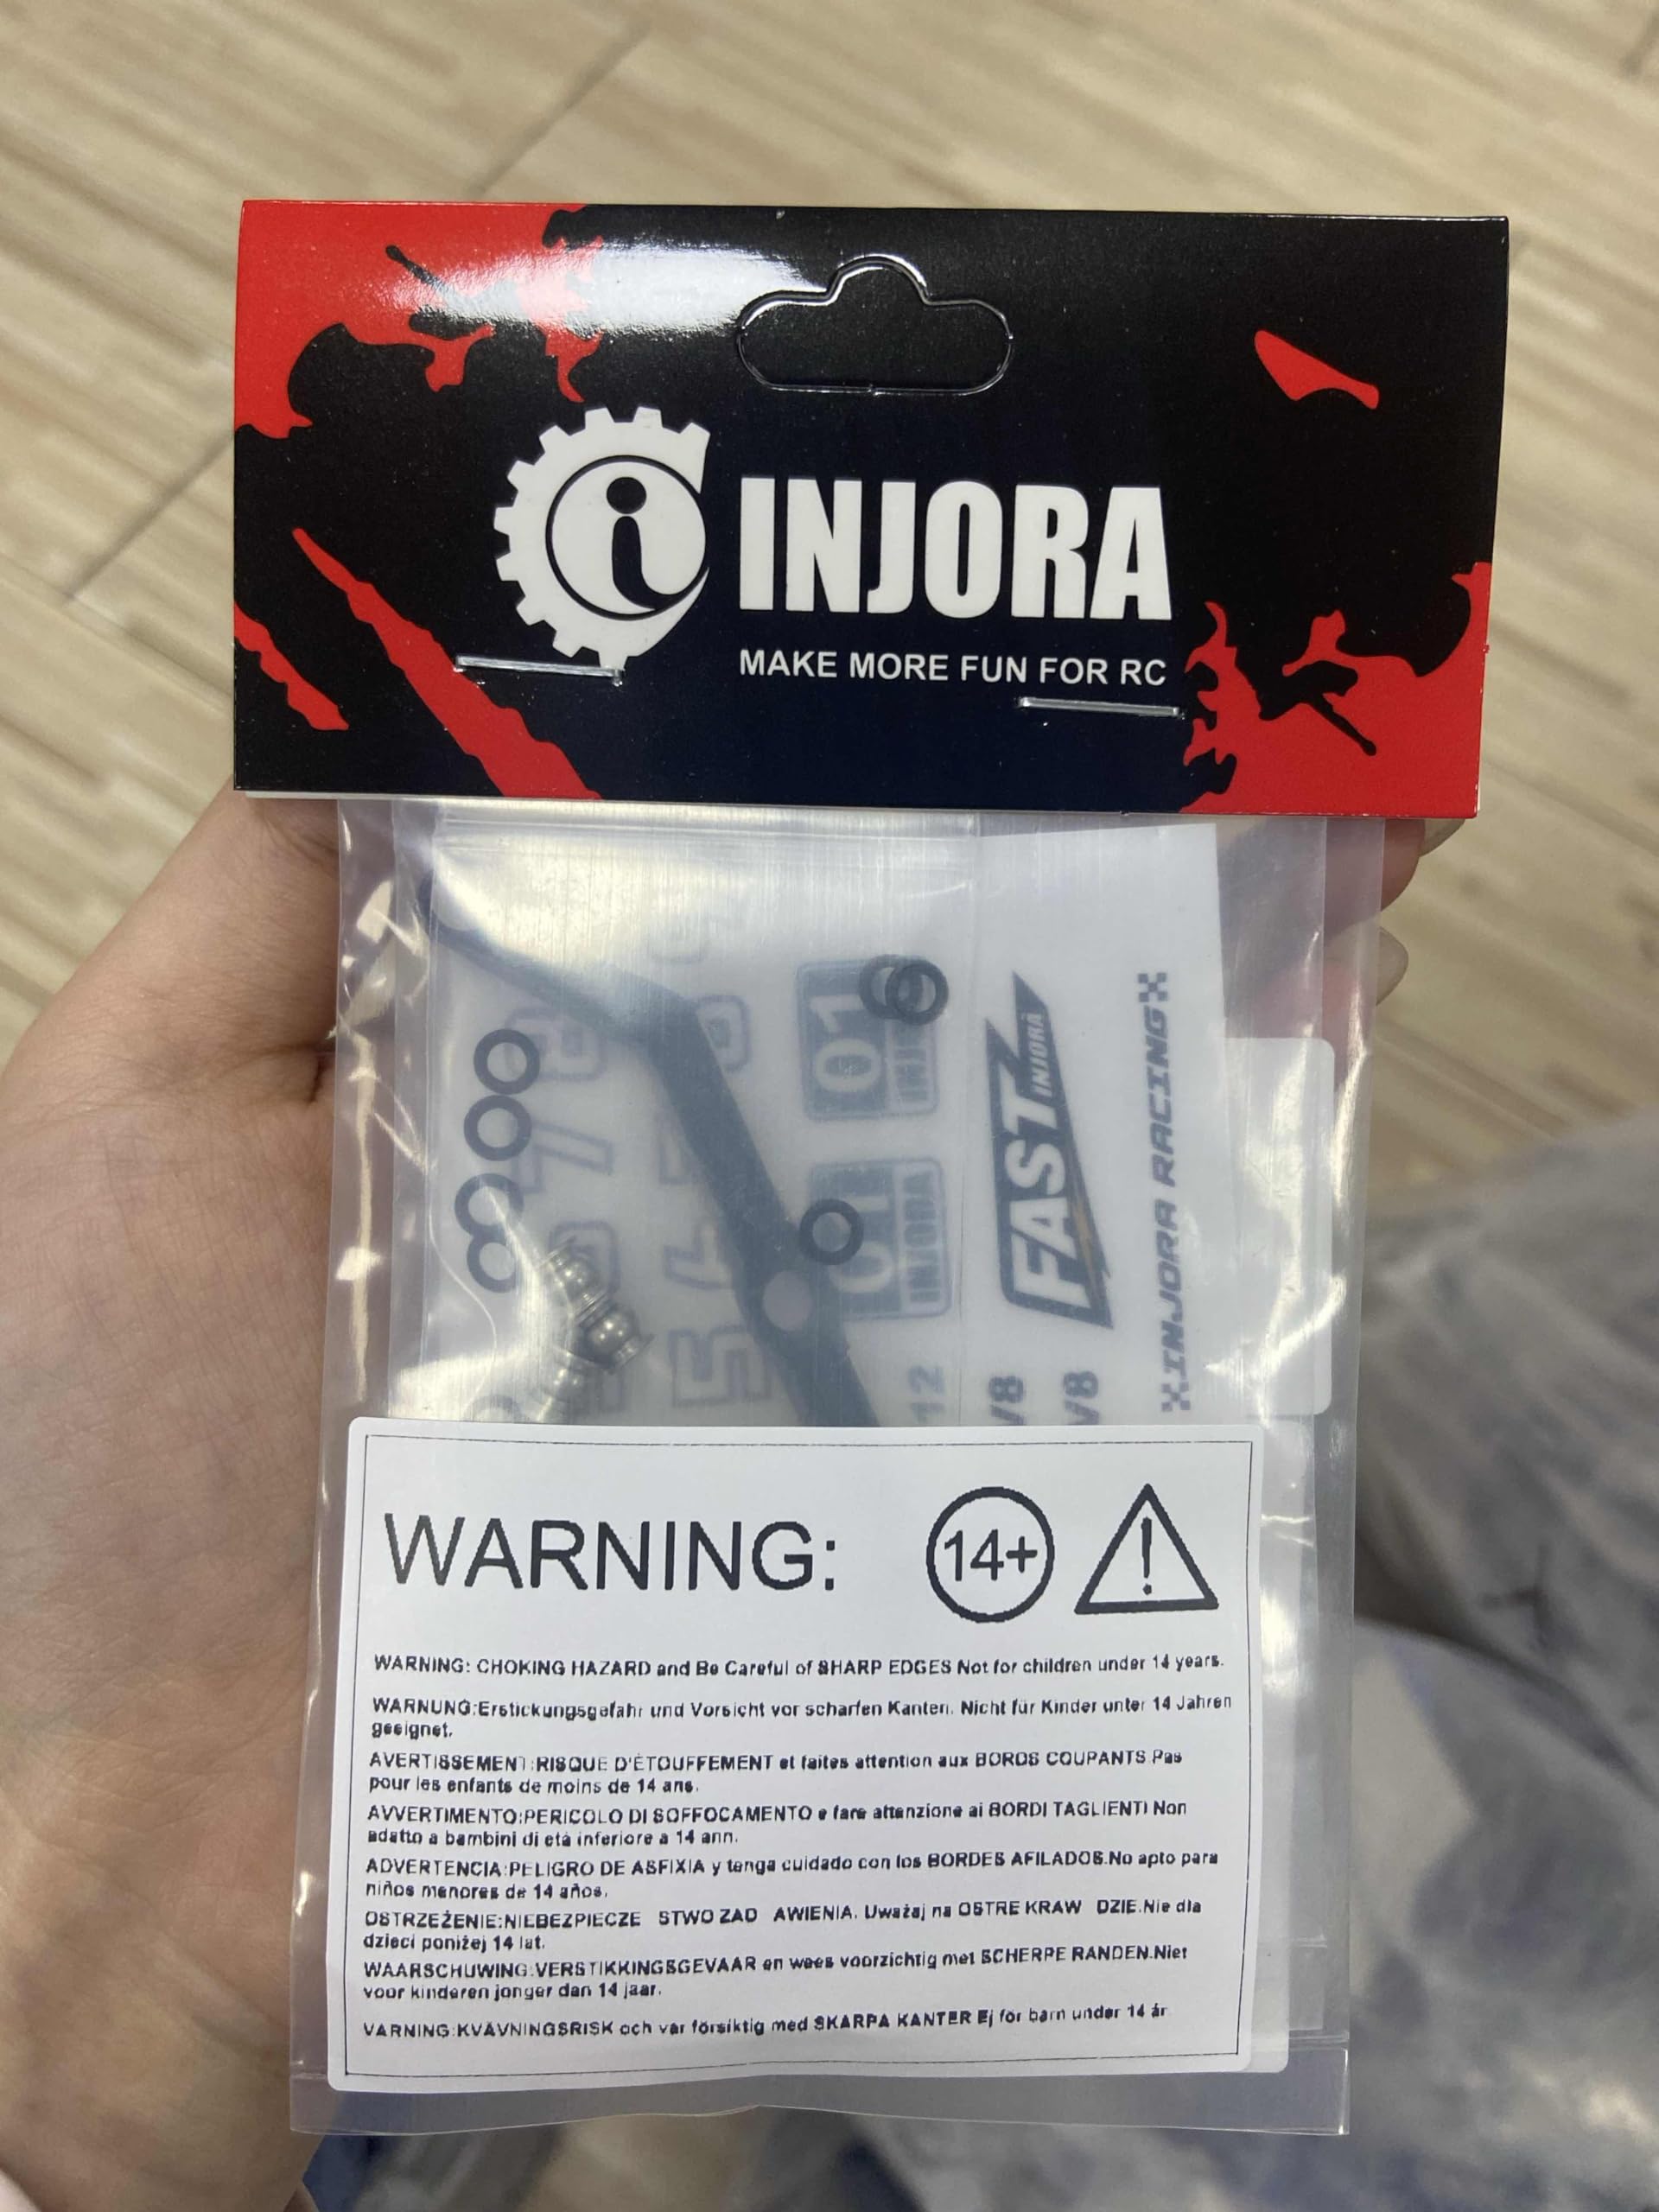 i
INJORA
MAKE MORE FUN FOR RC
01
INJORA
FAST
INJORA
INJORA RACING
12
V8
V8
8
7
5
WARNING:
14+
!
WARNING: CHOKING HAZARD and Be Careful of SHARP EDGES Not for children under 14 years.
WARNUNG:Erstickungsgefahr und Vorsicht vor scharfen Kanten. Nicht für Kinder unter 14 Jahren
geeignet.
AVERTISSEMENT:RISQUE D'ÉTOUFFEMENT et faites attention aux BORDS COUPANTS.Pas
pour les enfants de moins de 14 ans.
AVVERTIMENTO:PERICOLO DI SOFFOCAMENTO e fare attenzione ai BORDI TAGLIENTI Non
adatto a bambini di età inferiore a 14 ann.
ADVERTENCIA:PELIGRO DE ASFIXIA y tenga cuidado con los BORDES AFILADOS.No apto para
niños menores de 14 años.
OSTRZEŻENIE:NIEBEZPIECZE STWO ZAD AWIENIA. Uważaj na OSTRE KRAW DZIE.Nie dla
dzieci poniżej 14 lat.
WAARSCHUWING:VERSTIKKINGSGEVAAR en wees voorzichtig met SCHERPE RANDEN.Niet
voor kinderen jonger dan 14 jaar.
VARNING:KVÄVNINGSRISK och var försiktig med SKARPA KANTER Ej för barn under 14 år